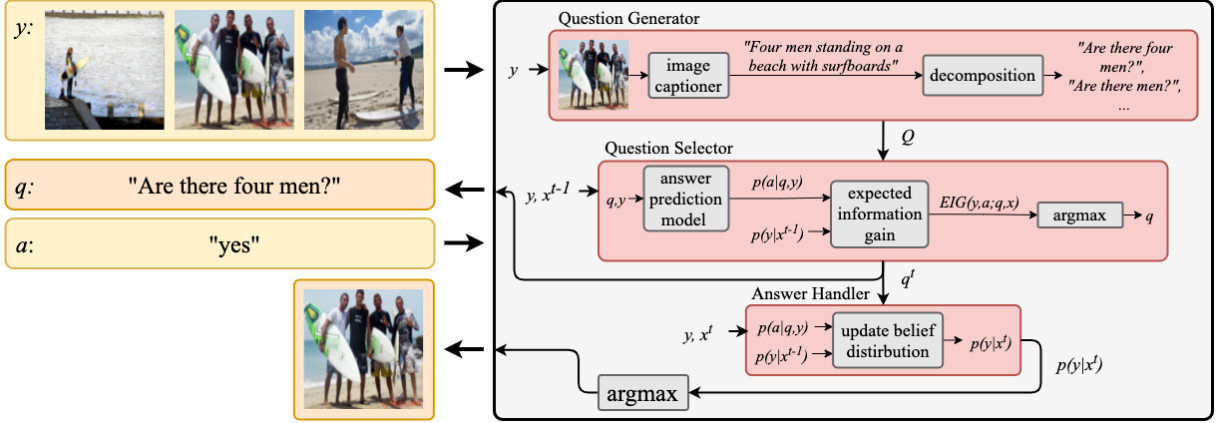 y:
q:
"Are there four men?"
a:
"yes"
Question Generator
y
image
captioner
"Four men standing on a
beach with surfboards"
decomposition
"Are there four
men?",
"Are there men?",
...
Q
Question Selector
y, x^{t-1}
q,y
answer
prediction
model
p(a|q,y)
p(y|x^{t-1})
expected
information
gain
EIG(y,a;q,x)
argmax
q
q^t
Answer Handler
y, x^t
p(a|q,y)
p(y|x^{t-1})
update belief
distirbution
p(y|x^t)
p(y|x^t)
argmax